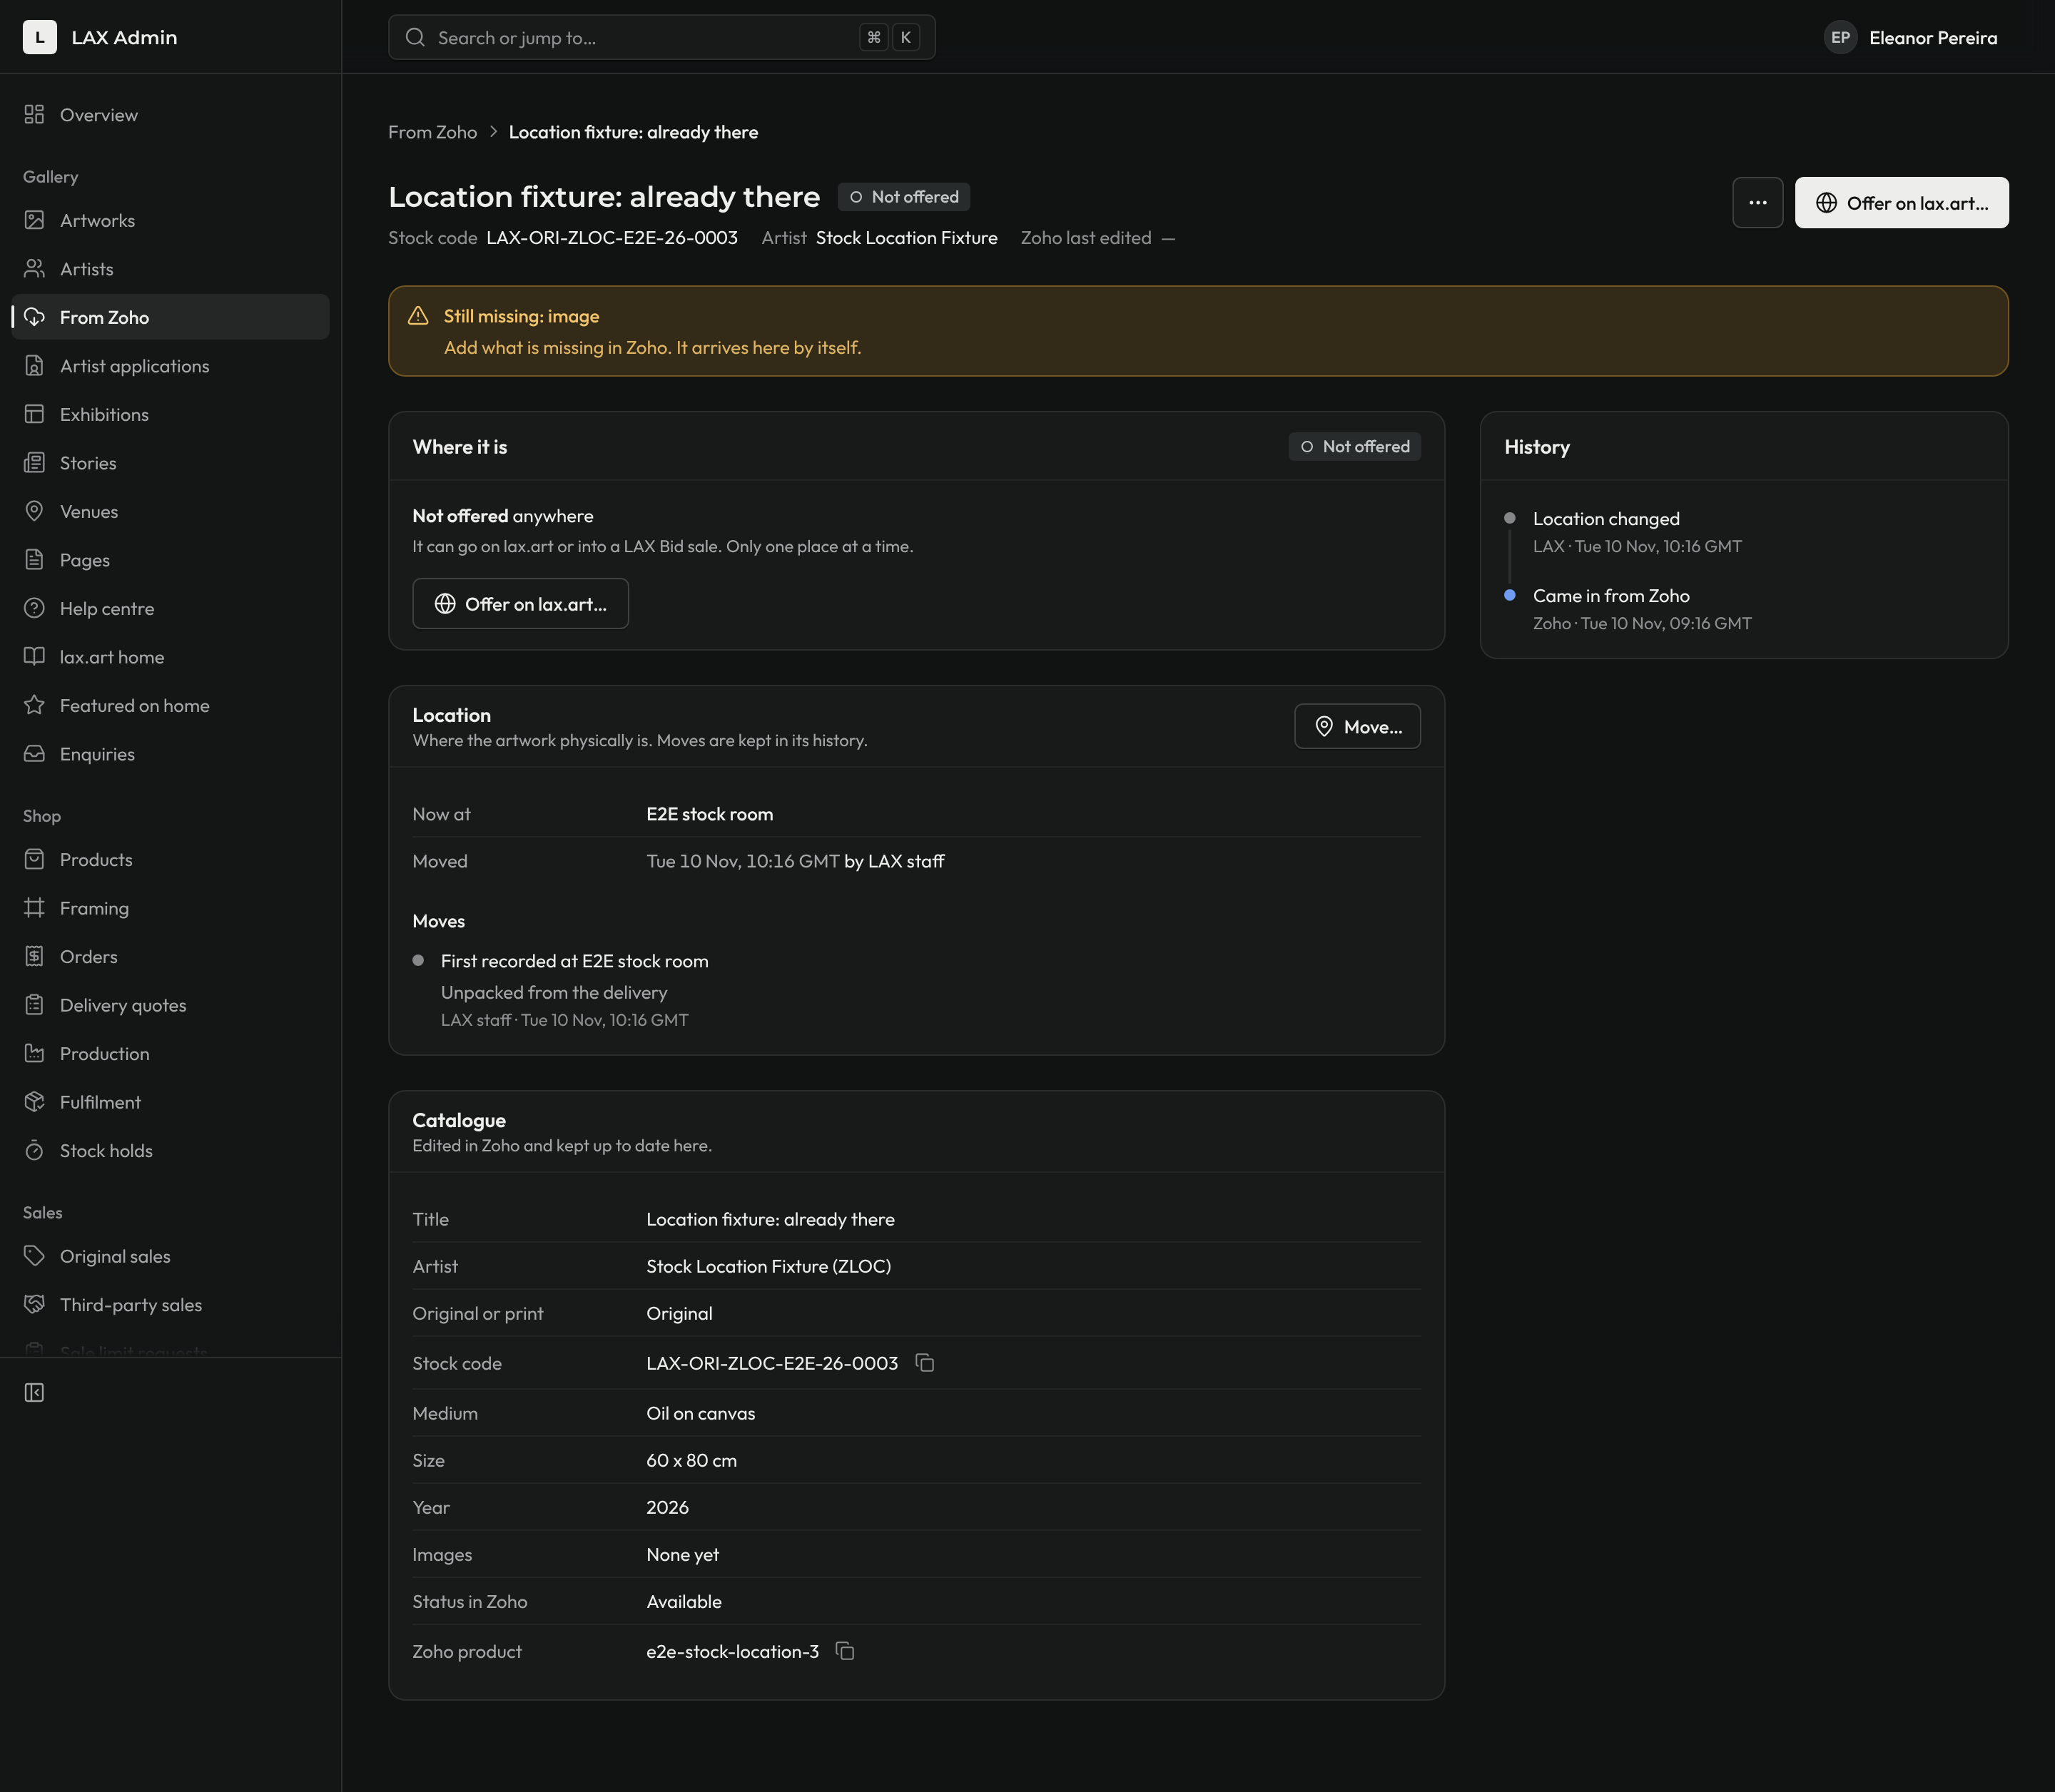 L LAX Admin
Search or jump to...
⌘ K
EP Eleanor Pereira
Overview
Gallery
Artworks
Artists
From Zoho
Artist applications
Exhibitions
Stories
Venues
Pages
Help centre
lax.art home
Featured on home
Enquiries
Shop
Products
Framing
Orders
Delivery quotes
Production
Fulfilment
Stock holds
Sales
Original sales
Third-party sales
Sale limit requests
From Zoho > Location fixture: already there
Location fixture: already there
Not offered
Offer on lax.art...
Stock code LAX-ORI-ZLOC-E2E-26-0003 Artist Stock Location Fixture Zoho last edited —
Still missing: image
Add what is missing in Zoho. It arrives here by itself.
Where it is
Not offered
Not offered anywhere
It can go on lax.art or into a LAX Bid sale. Only one place at a time.
Offer on lax.art...
Location
Where the artwork physically is. Moves are kept in its history.
Move...
Now at E2E stock room
Moved Tue 10 Nov, 10:16 GMT by LAX staff
Moves
First recorded at E2E stock room
Unpacked from the delivery
LAX staff · Tue 10 Nov, 10:16 GMT
Catalogue
Edited in Zoho and kept up to date here.
Title Location fixture: already there
Artist Stock Location Fixture (ZLOC)
Original or print Original
Stock code LAX-ORI-ZLOC-E2E-26-0003
Medium Oil on canvas
Size 60 x 80 cm
Year 2026
Images None yet
Status in Zoho Available
Zoho product e2e-stock-location-3
History
Location changed
LAX · Tue 10 Nov, 10:16 GMT
Came in from Zoho
Zoho · Tue 10 Nov, 09:16 GMT